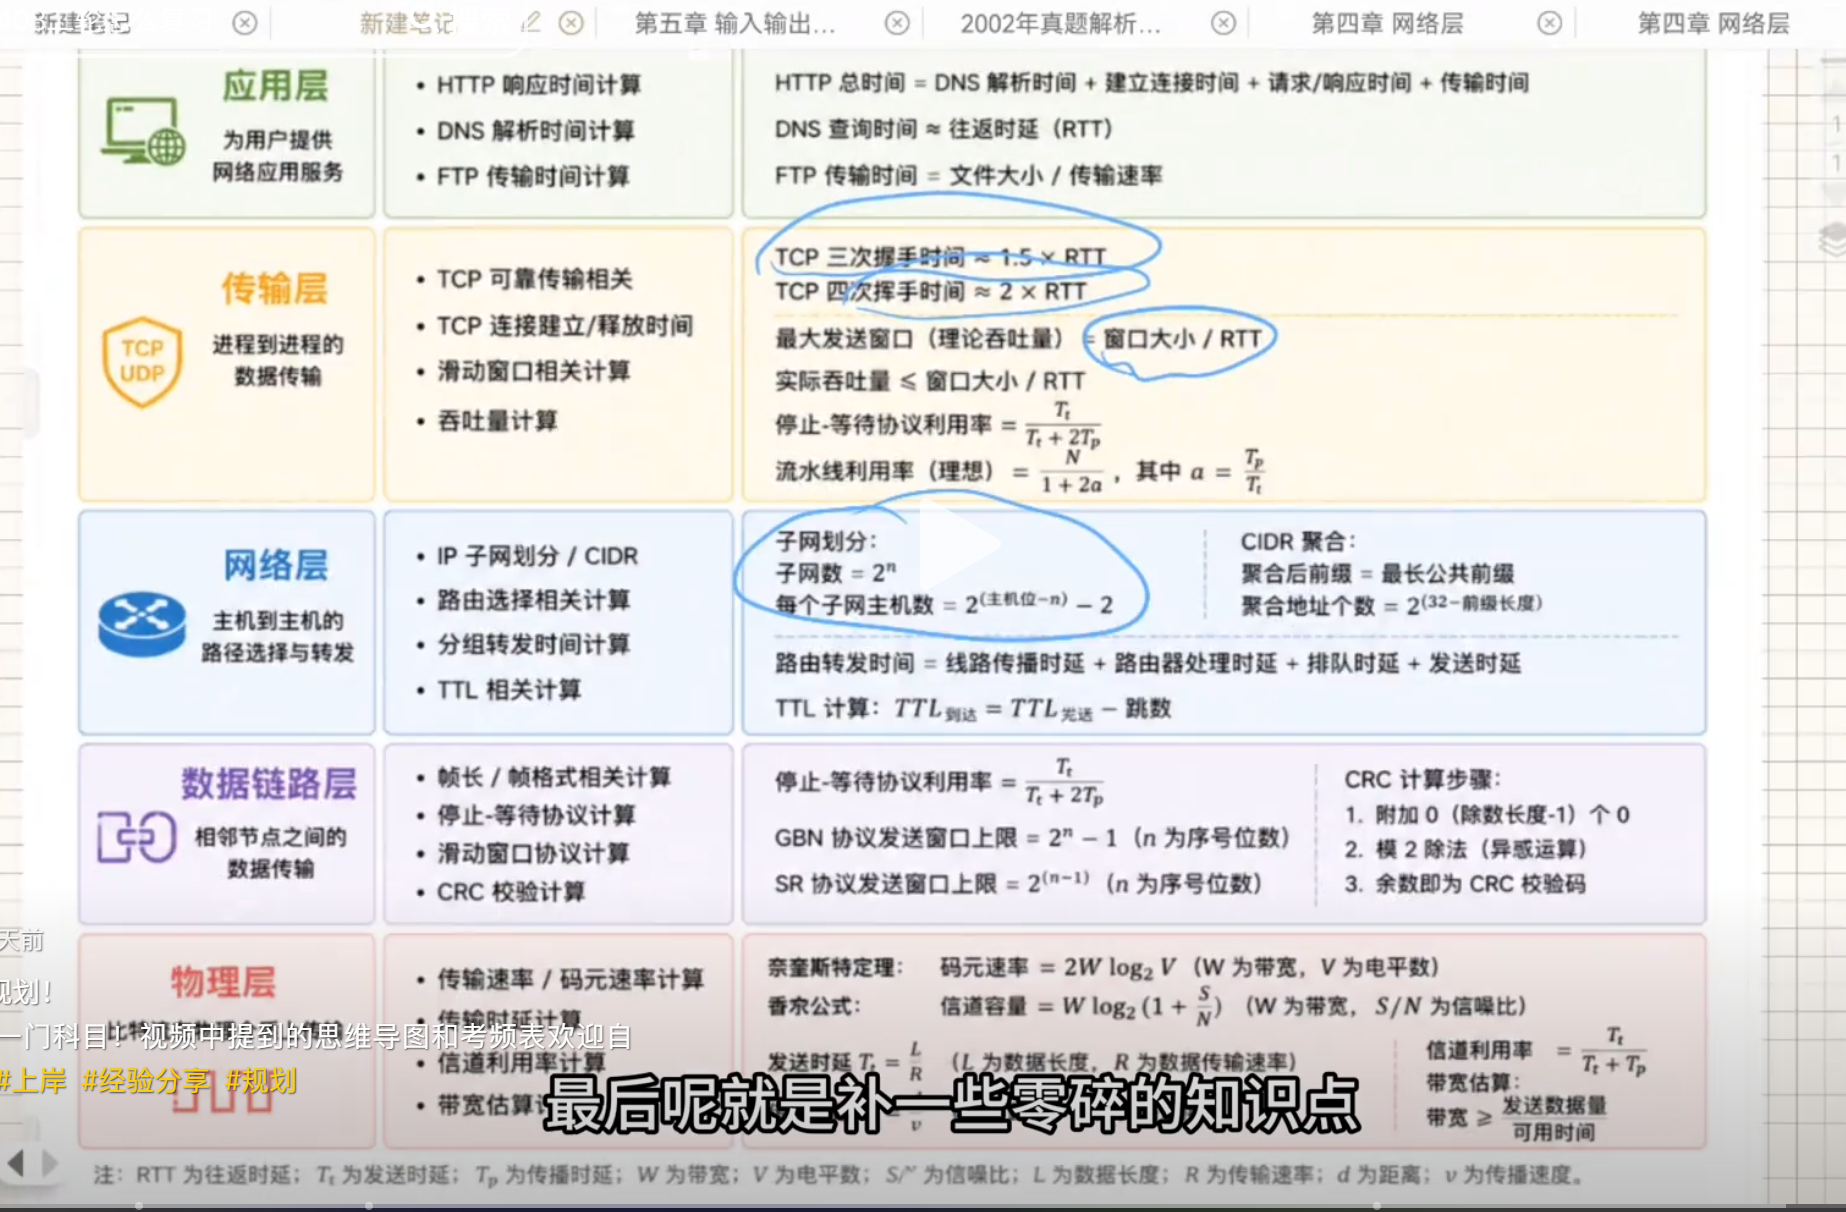 新建笔记
新建笔记
第五章 输入输出...
2002年真题解析...
第四章 网络层
第四章 网络层
应用层
为用户提供
网络应用服务
• HTTP 响应时间计算
• DNS 解析时间计算
• FTP 传输时间计算
HTTP 总时间 = DNS 解析时间 + 建立连接时间 + 请求/响应时间 + 传输时间
DNS 查询时间 ≈ 往返时延（RTT）
FTP 传输时间 = 文件大小 / 传输速率
传输层
TCP
UDP
进程到进程的
数据传输
• TCP 可靠传输相关
• TCP 连接建立/释放时间
• 滑动窗口相关计算
• 吞吐量计算
TCP 三次握手时间 ≈ 1.5 × RTT
TCP 四次挥手时间 ≈ 2 × RTT
最大发送窗口（理论吞吐量） = 窗口大小 / RTT
实际吞吐量 ⩽ 窗口大小 / RTT
停止-等待协议利用率 = Tt / (Tt + 2Tp)
流水线利用率（理想） = N / (1 + 2a) ，其中 a = Tp / Tt
网络层
主机到主机的
路径选择与转发
• IP 子网划分 / CIDR
• 路由选择相关计算
• 分组转发时间计算
• TTL 相关计算
子网划分：
子网数 = 2^n
每个子网主机数 = 2^(主机位−n) − 2
CIDR 聚合：
聚合后前缀 = 最长公共前缀
聚合地址个数 = 2^(32−前缀长度)
路由转发时间 = 线路传播时延 + 路由器处理时延 + 排队时延 + 发送时延
TTL 计算：TTL到达 = TTL发送 − 跳数
数据链路层
相邻节点之间的
数据传输
• 帧长 / 帧格式相关计算
• 停止-等待协议计算
• 滑动窗口协议计算
• CRC 校验计算
停止-等待协议利用率 = Tt / (Tt + 2Tp)
GBN 协议发送窗口上限 = 2^n − 1（n 为序号位数）
SR 协议发送窗口上限 = 2^(n−1)（n 为序号位数）
CRC 计算步骤：
1. 附加 0（除数长度-1）个 0
2. 模 2 除法（异或运算）
3. 余数即为 CRC 校验码
物理层
• 传输速率 / 码元速率计算
• 传输时延计算
• 信道利用率计算
• 带宽估算
奈奎斯特定理： 码元速率 = 2W log₂ V（W 为带宽，V 为电平数）
香农公式： 信道容量 = W log₂ (1 + S/N) （W 为带宽，S/N 为信噪比）
发送时延 Tt = L/R （L 为数据长度，R 为数据传输速率）
信道利用率 = Tt / (Tt + Tp)
带宽估算：
带宽 ⩾ 发送数据量 / 可用时间
天前
规划！
一门科目！视频中提到的思维导图和考频表欢迎自
#上岸 #经验分享 #规划
最后呢就是补一些零碎的知识点
注：RTT 为往返时延；Tt 为发送时延；Tp 为传播时延；W 为带宽；V 为电平数；S/N 为信噪比；L 为数据长度；R 为传输速率；d 为距离；v 为传播速度。